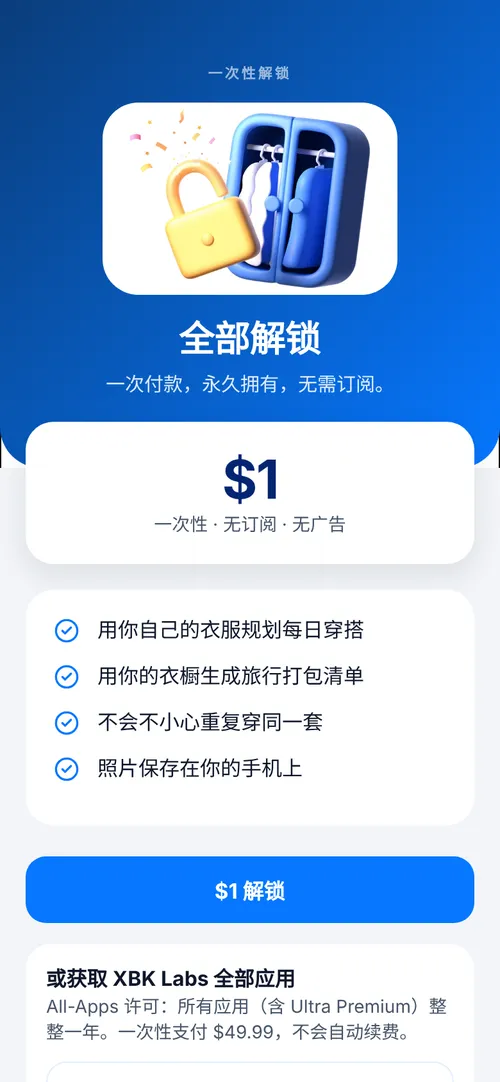 一次性解锁
全部解锁
一次付款，永久拥有，无需订阅。
$1
一次性 · 无订阅 · 无广告
用你自己的衣服规划每日穿搭
用你的衣橱生成旅行打包清单
不会不小心重复穿同一套
照片保存在你的手机上
$1 解锁
或获取 XBK Labs 全部应用
All-Apps 许可：所有应用（含 Ultra Premium）整
整一年。一次性支付 $49.99，不会自动续费。